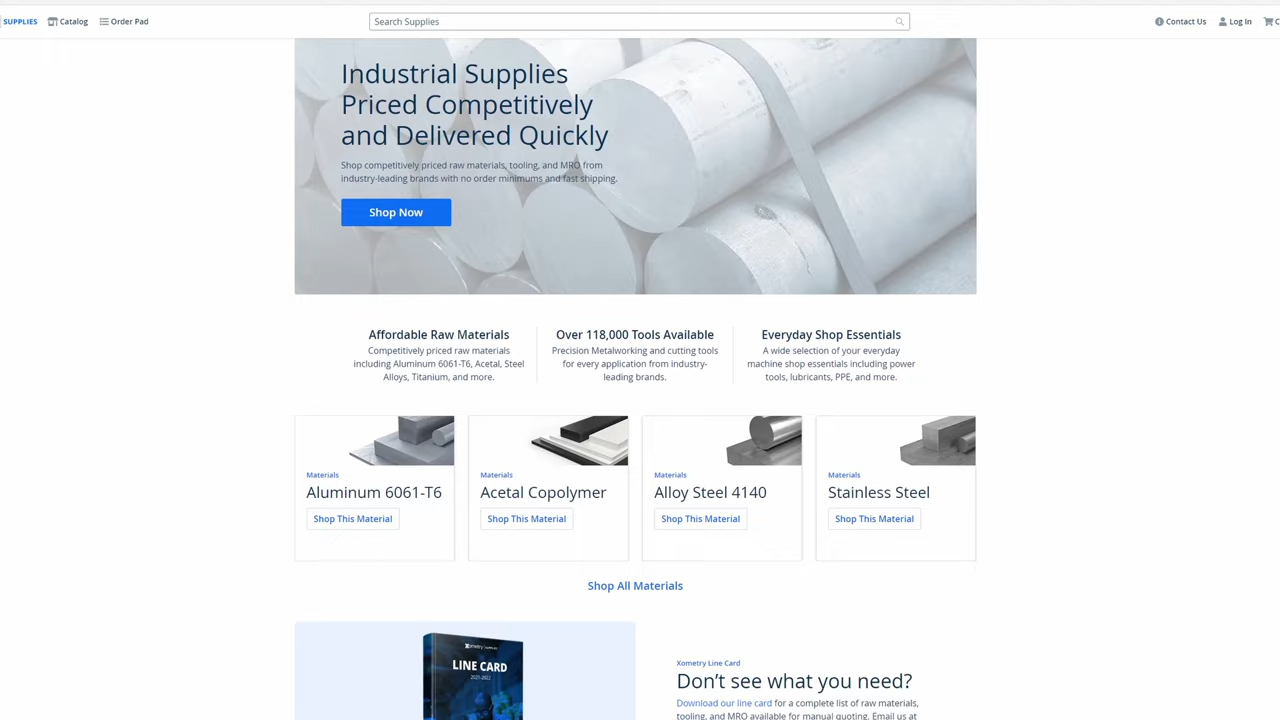 SUPPLIES Catalog Order Pad Search Supplies Contact Us Log In
Industrial Supplies
Priced Competitively
and Delivered Quickly
Shop competitively priced raw materials, tooling, and MRO from
industry-leading brands with no order minimums and fast shipping.
Shop Now
Affordable Raw Materials
Competitively priced raw materials
including Aluminum 6061-T6, Acetal, Steel
Alloys, Titanium, and more.
Over 118,000 Tools Available
Precision Metalworking and cutting tools
for every application from industry-
leading brands.
Everyday Shop Essentials
A wide selection of your everyday
machine shop essentials including power
tools, lubricants, PPE, and more.
Materials
Aluminum 6061-T6
Shop This Material
Materials
Acetal Copolymer
Shop This Material
Materials
Alloy Steel 4140
Shop This Material
Materials
Stainless Steel
Shop This Material
Shop All Materials
Xometry
LINE CARD
2021-2022
Xometry Line Card
Don’t see what you need?
Download our line card for a complete list of raw materials,
tooling, and MRO available for manual quoting. Email us at